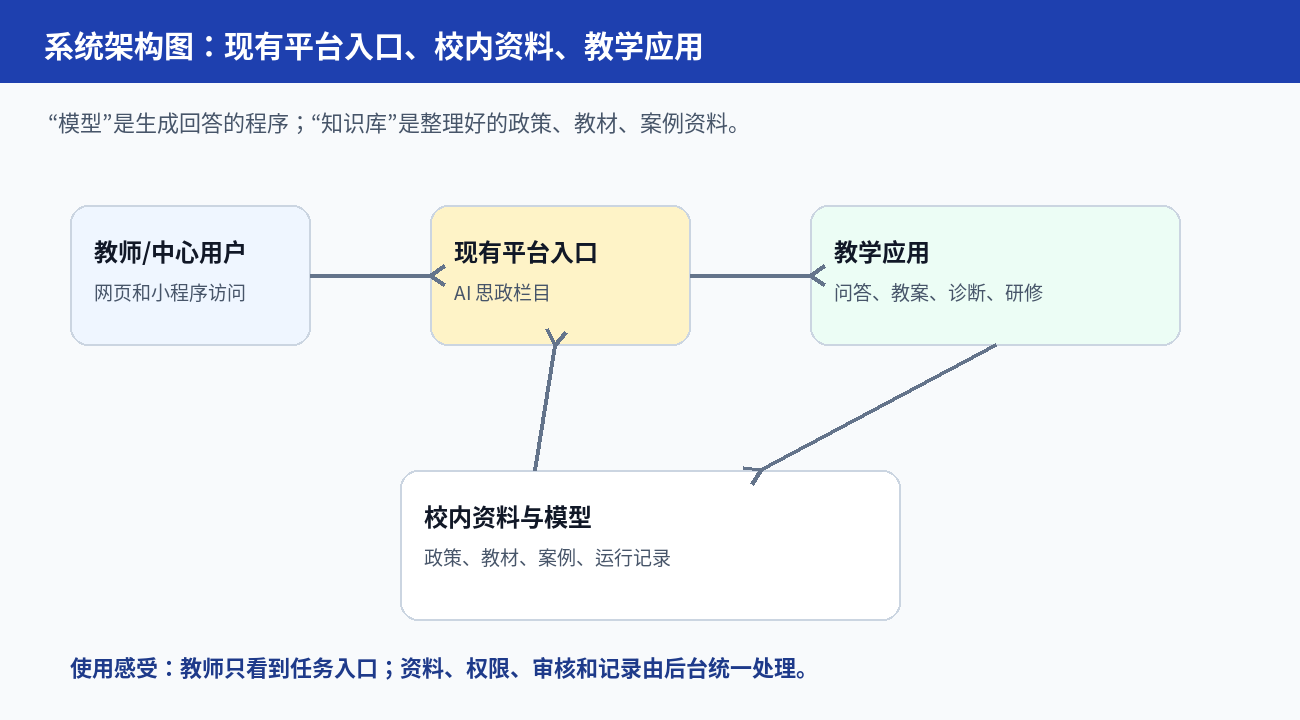 系统架构图：现有平台入口、校内资料、教学应用
“模型”是生成回答的程序；“知识库”是整理好的政策、教材、案例资料。
教师/中心用户
网页和小程序访问
现有平台入口
AI 思政栏目
教学应用
问答、教案、诊断、研修
校内资料与模型
政策、教材、案例、运行记录
使用感受：教师只看到任务入口；资料、权限、审核和记录由后台统一处理。